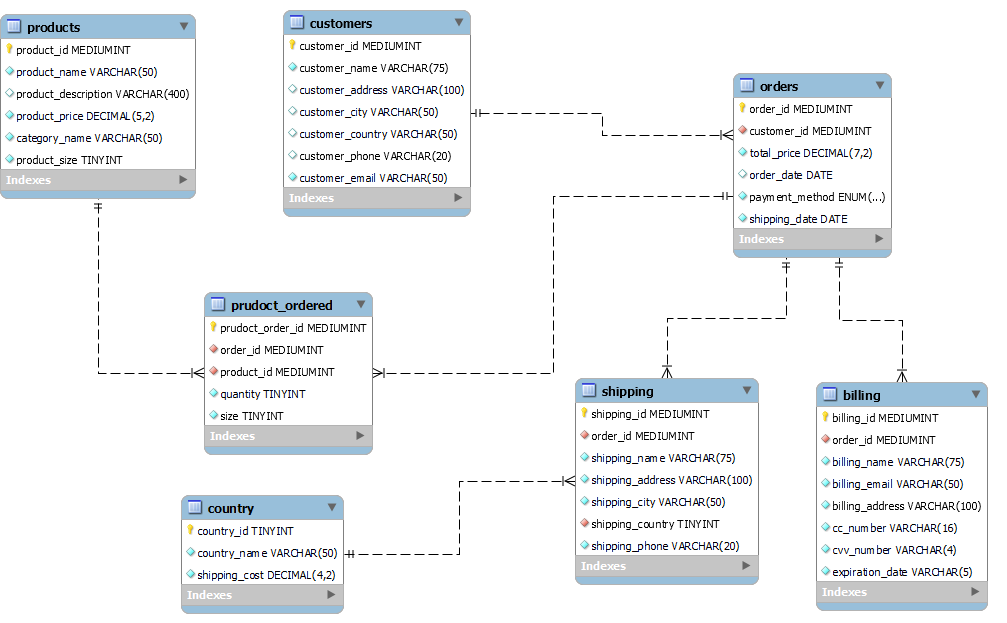 products
product_id MEDIUMINT
product_name VARCHAR(50)
product_description VARCHAR(400)
product_price DECIMAL(5,2)
category_name VARCHAR(50)
product_size TINYINT
Indexes
customers
customer_id MEDIUMINT
customer_name VARCHAR(75)
customer_address VARCHAR(100)
customer_city VARCHAR(50)
customer_country VARCHAR(50)
customer_phone VARCHAR(20)
customer_email VARCHAR(50)
Indexes
orders
order_id MEDIUMINT
customer_id MEDIUMINT
total_price DECIMAL(7,2)
order_date DATE
payment_method ENUM(...)
shipping_date DATE
Indexes
prudoct_ordered
prudoct_order_id MEDIUMINT
order_id MEDIUMINT
product_id MEDIUMINT
quantity TINYINT
size TINYINT
Indexes
shipping
shipping_id MEDIUMINT
order_id MEDIUMINT
shipping_name VARCHAR(75)
shipping_address VARCHAR(100)
shipping_city VARCHAR(50)
shipping_country TINYINT
shipping_phone VARCHAR(20)
Indexes
billing
billing_id MEDIUMINT
order_id MEDIUMINT
billing_name VARCHAR(75)
billing_email VARCHAR(50)
billing_address VARCHAR(100)
cc_number VARCHAR(16)
cvv_number VARCHAR(4)
expiration_date VARCHAR(5)
Indexes
country
country_id TINYINT
country_name VARCHAR(50)
shipping_cost DECIMAL(4,2)
Indexes